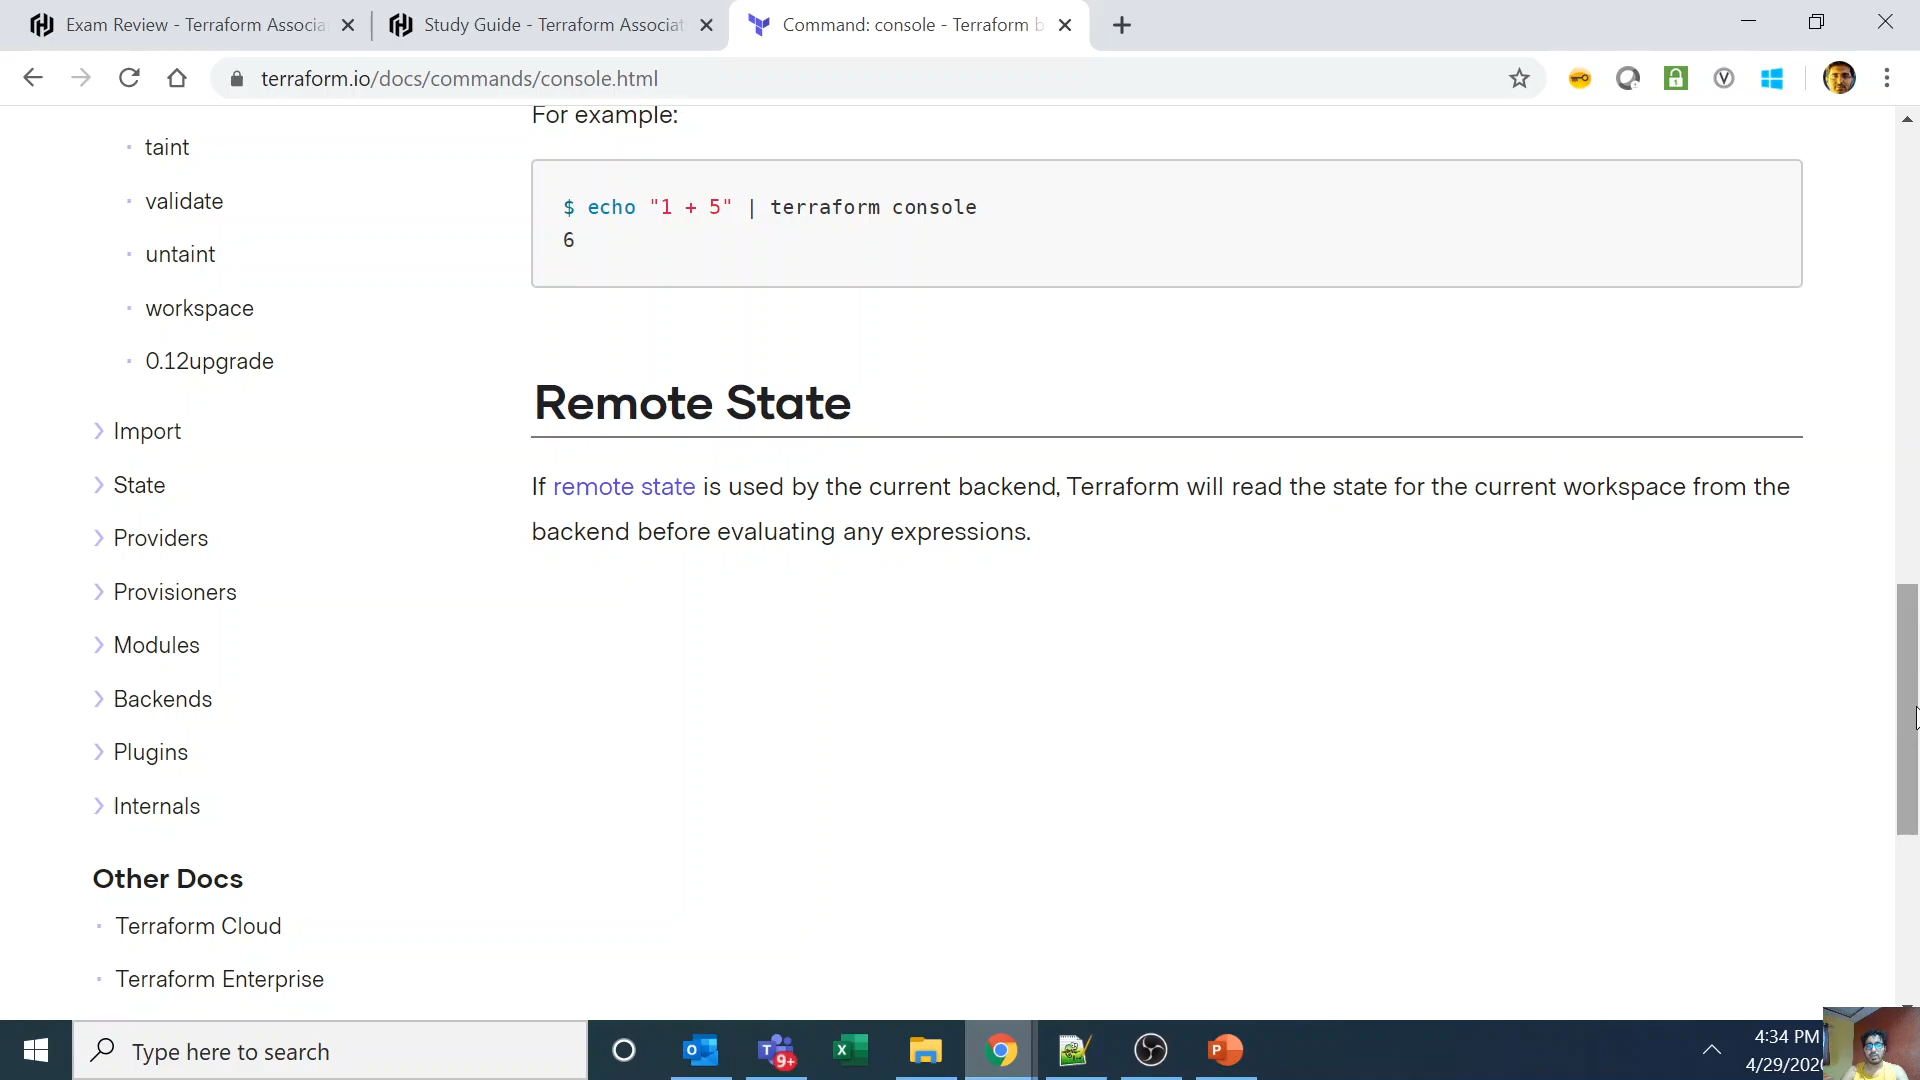 Exam Review - Terraform Associa
Study Guide - Terraform Associat
Command: console - Terraform b
terraform.io/docs/commands/console.html
For example:
taint
validate
untaint
workspace
0.12upgrade
Import
State
Providers
Provisioners
Modules
Backends
Plugins
Internals
Other Docs
Terraform Cloud
Terraform Enterprise
$ echo "1 + 5" | terraform console
6
Remote State
If remote state is used by the current backend, Terraform will read the state for the current workspace from the
backend before evaluating any expressions.
Type here to search
9+
4:34 PM
4/29/202